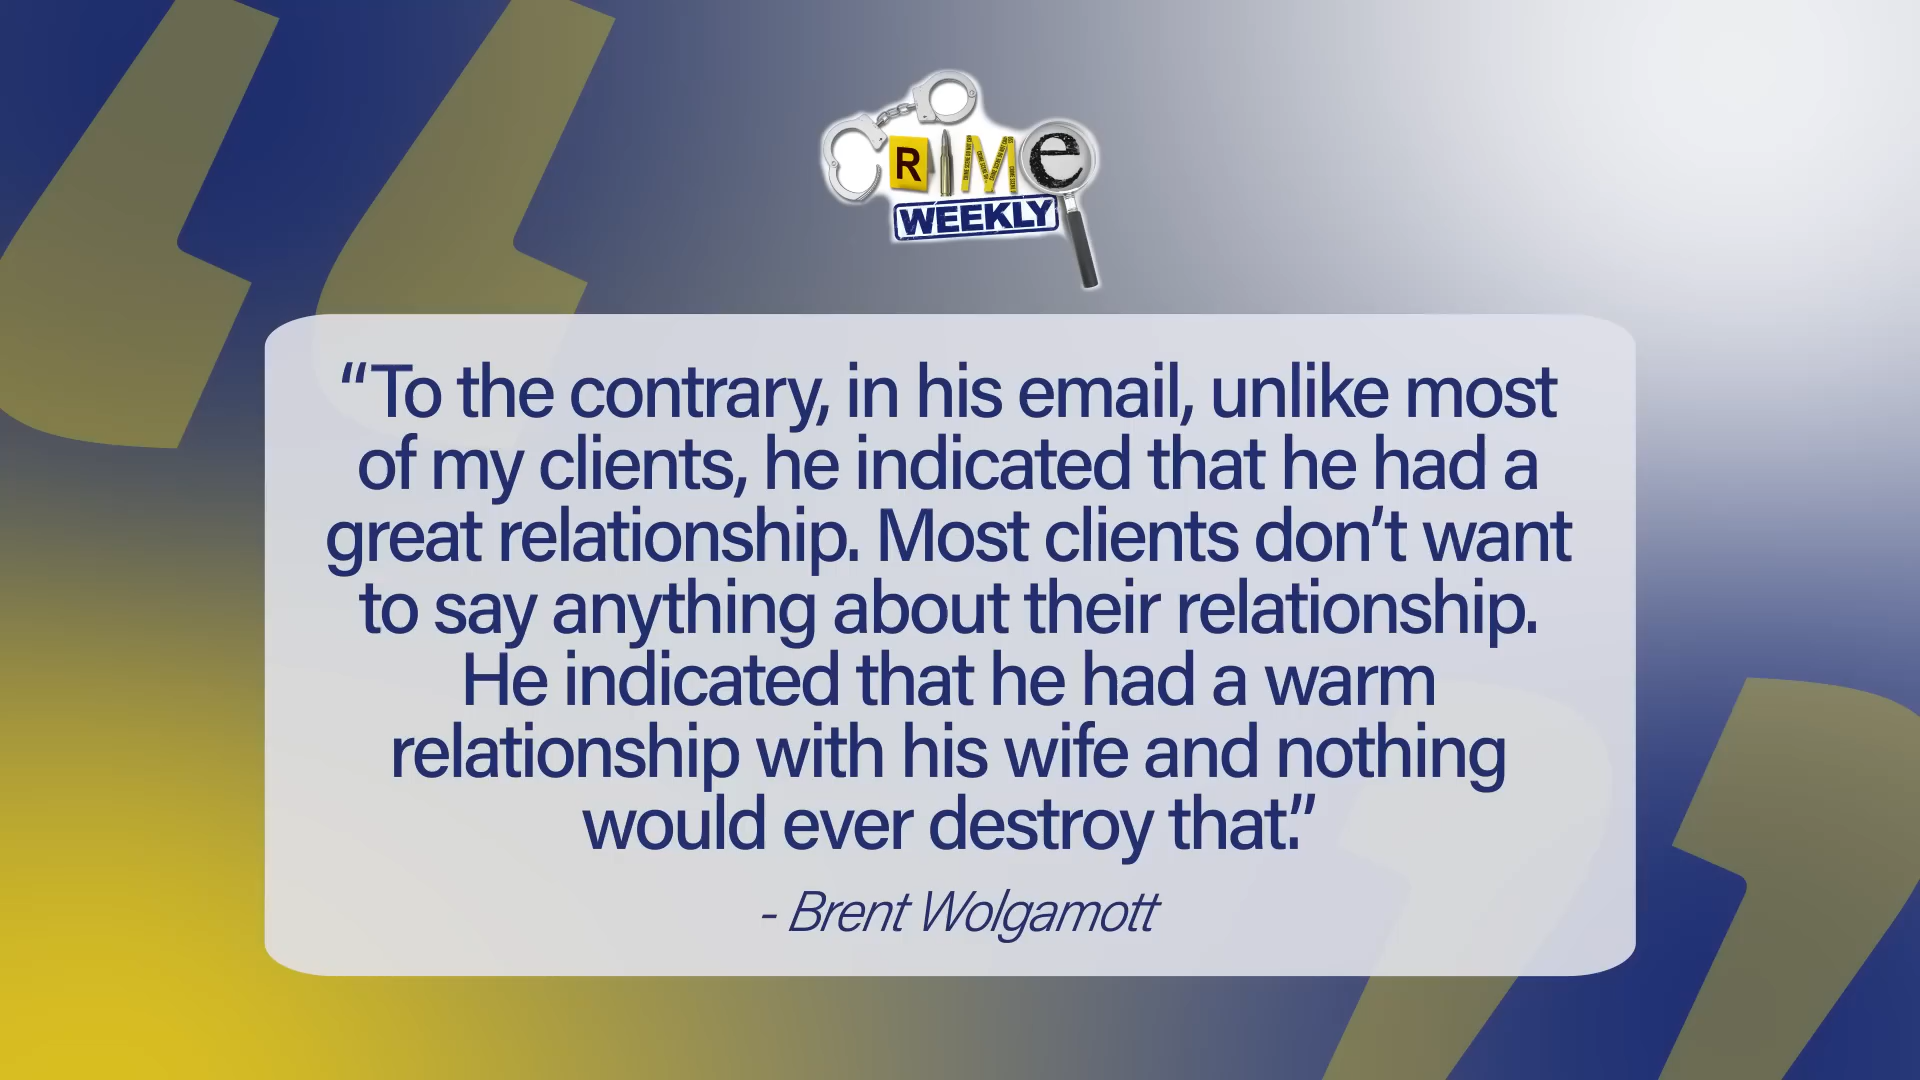 CRIME
WEEKLY
“To the contrary, in his email, unlike most
of my clients, he indicated that he had a
great relationship. Most clients don’t want
to say anything about their relationship.
He indicated that he had a warm
relationship with his wife and nothing
would ever destroy that.”
- Brent Wolgamott